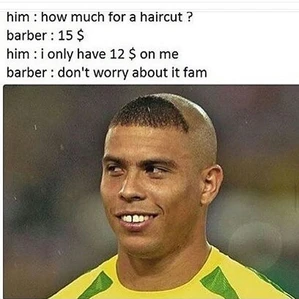 him : how much for a haircut ?
barber : 15 $
him : i only have 12 $ on me
barber : don't worry about it fam